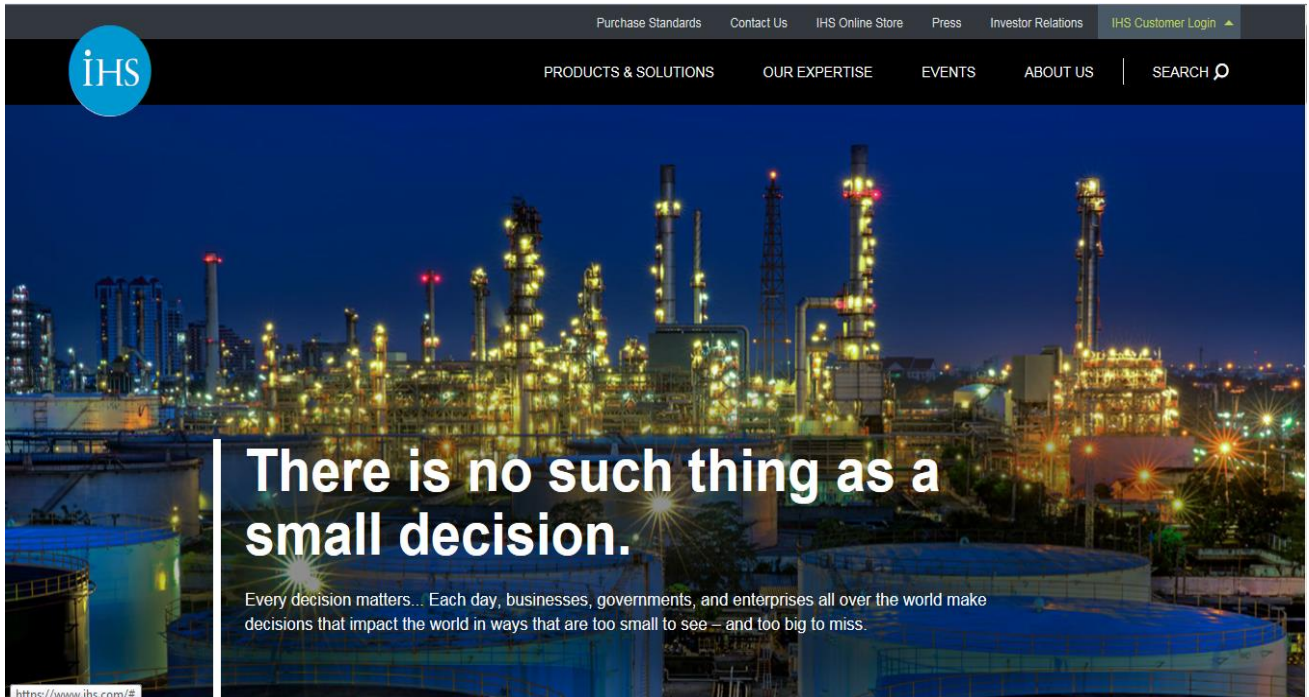 Purchase Standards Contact Us IHS Online Store Press Investor Relations IHS Customer Login
iHS
PRODUCTS & SOLUTIONS OUR EXPERTISE EVENTS ABOUT US SEARCH
There is no such thing as a
small decision.
Every decision matters... Each day, businesses, governments, and enterprises all over the world make
decisions that impact the world in ways that are too small to see – and too big to miss.
https://www.ihs.com/#